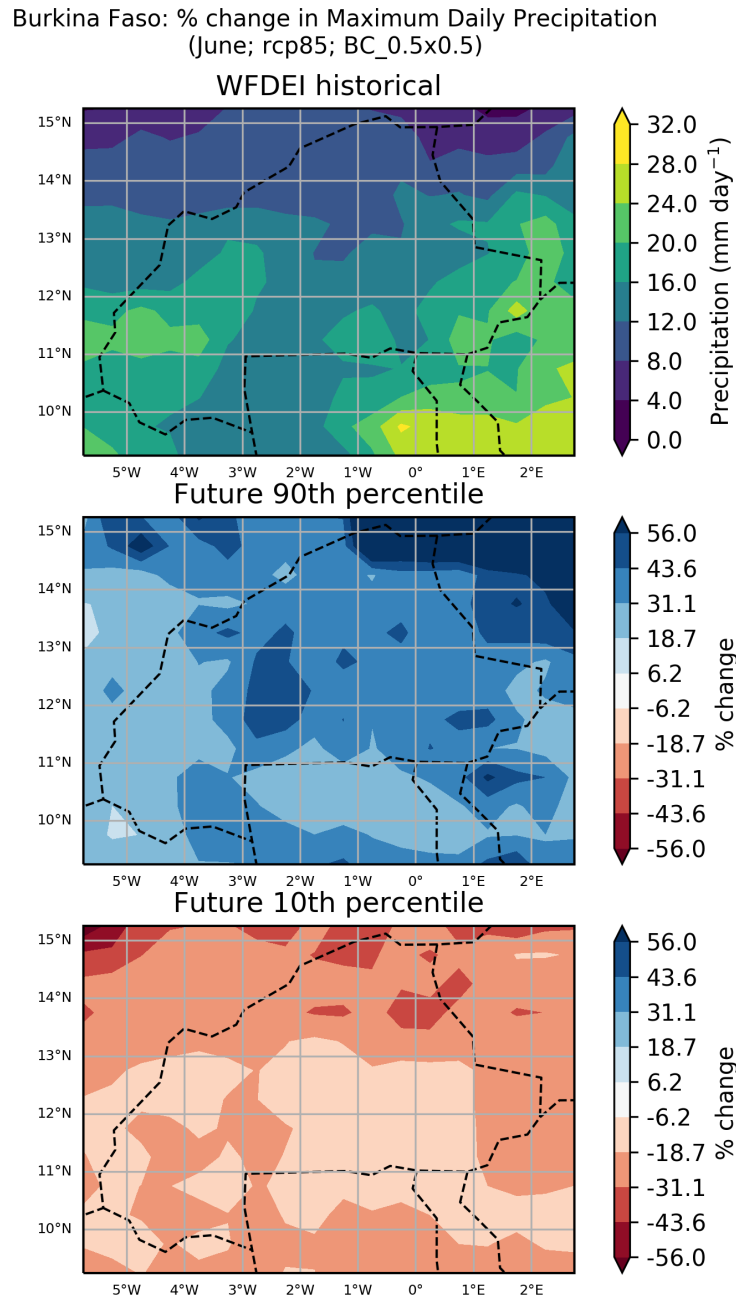 Burkina Faso: % change in Maximum Daily Precipitation
(June; rcp85; BC_0.5x0.5)
WFDEI historical
15°N
14°N
13°N
12°N
11°N
10°N
5°W 4°W 3°W 2°W 1°W 0° 1°E 2°E
32.0
28.0
24.0
20.0
16.0
12.0
8.0
4.0
0.0
Precipitation (mm day⁻¹)
Future 90th percentile
15°N
14°N
13°N
12°N
11°N
10°N
5°W 4°W 3°W 2°W 1°W 0° 1°E 2°E
56.0
43.6
31.1
18.7
6.2
-6.2
-18.7
-31.1
-43.6
-56.0
% change
Future 10th percentile
15°N
14°N
13°N
12°N
11°N
10°N
5°W 4°W 3°W 2°W 1°W 0° 1°E 2°E
56.0
43.6
31.1
18.7
6.2
-6.2
-18.7
-31.1
-43.6
-56.0
% change